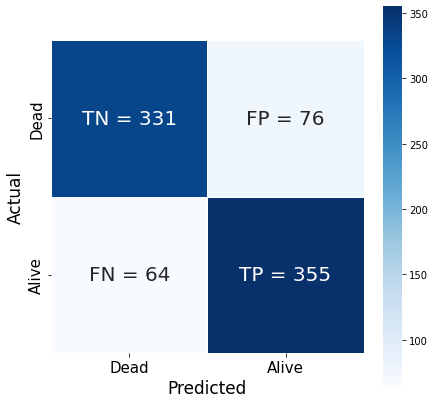 Actual
Dead
TN = 331
FP = 76
Alive
FN = 64
TP = 355
Dead
Alive
Predicted
350
300
250
200
150
100